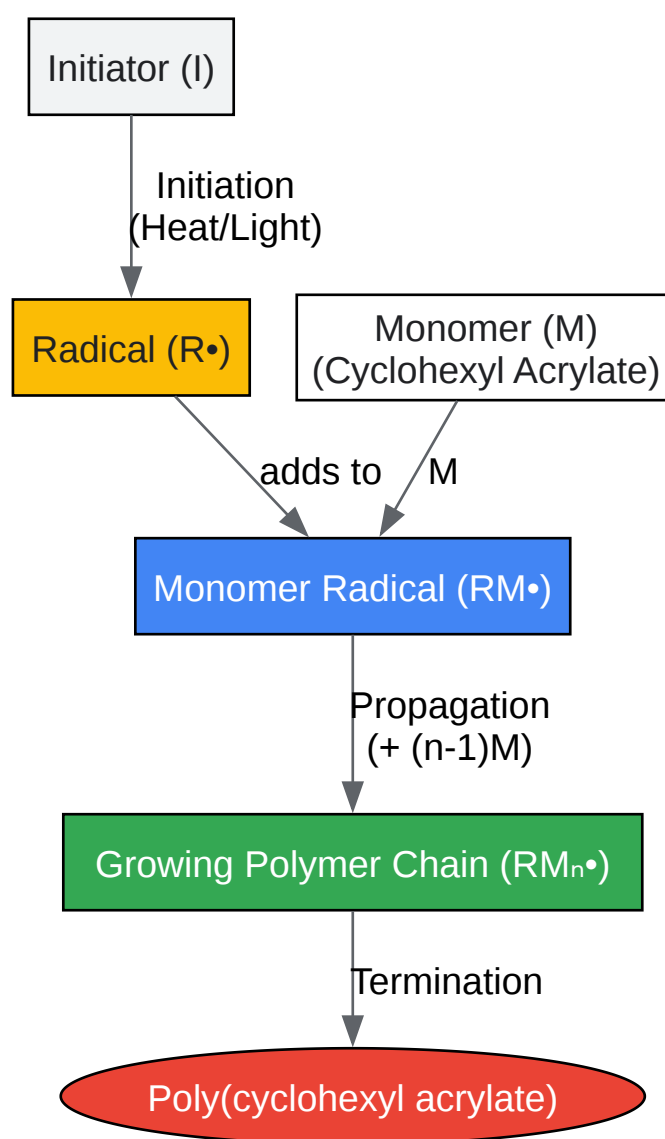 Initiator (I)
Initiation
(Heat/Light)
Radical (R•)
Monomer (M)
(Cyclohexyl Acrylate)
adds to
M
Monomer Radical (RM•)
Propagation
(+ (n-1)M)
Growing Polymer Chain (RMₙ•)
Termination
Poly(cyclohexyl acrylate)